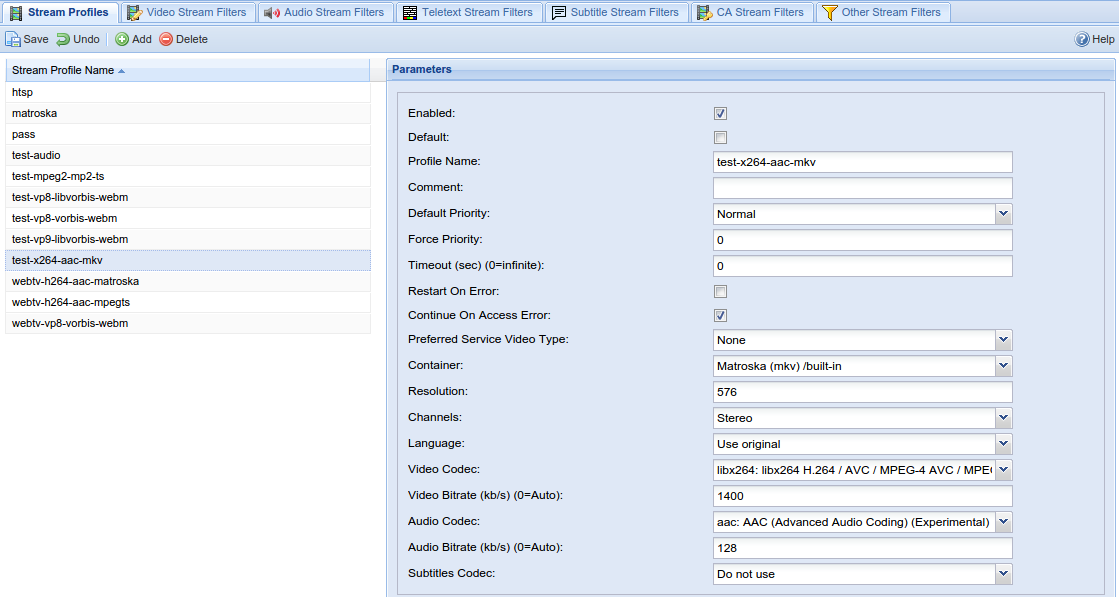 Stream Profiles Video Stream Filters Audio Stream Filters Teletext Stream Filters Subtitle Stream Filters CA Stream Filters Other Stream Filters
Save Undo Add Delete Help
Stream Profile Name
htsp
matroska
pass
test-audio
test-mpeg2-mp2-ts
test-vp8-libvorbis-webm
test-vp8-vorbis-webm
test-vp9-libvorbis-webm
test-x264-aac-mkv
webtv-h264-aac-matroska
webtv-h264-aac-mpegts
webtv-vp8-vorbis-webm
Parameters
Enabled:
Default:
Profile Name: test-x264-aac-mkv
Comment:
Default Priority: Normal
Force Priority: 0
Timeout (sec) (0=infinite): 0
Restart On Error:
Continue On Access Error:
Preferred Service Video Type: None
Container: Matroska (mkv) /built-in
Resolution: 576
Channels: Stereo
Language: Use original
Video Codec: libx264: libx264 H.264 / AVC / MPEG-4 AVC / MPE
Video Bitrate (kb/s) (0=Auto): 1400
Audio Codec: aac: AAC (Advanced Audio Coding) (Experimental)
Audio Bitrate (kb/s) (0=Auto): 128
Subtitles Codec: Do not use